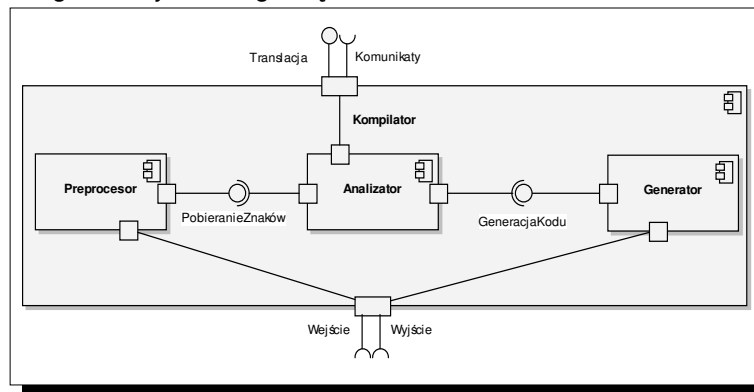 Translacja
Komunikaty
Kompilator
Preprocesor
Analizator
Generator
PobieranieZnaków
GeneracjaKodu
Wejście
Wyjście